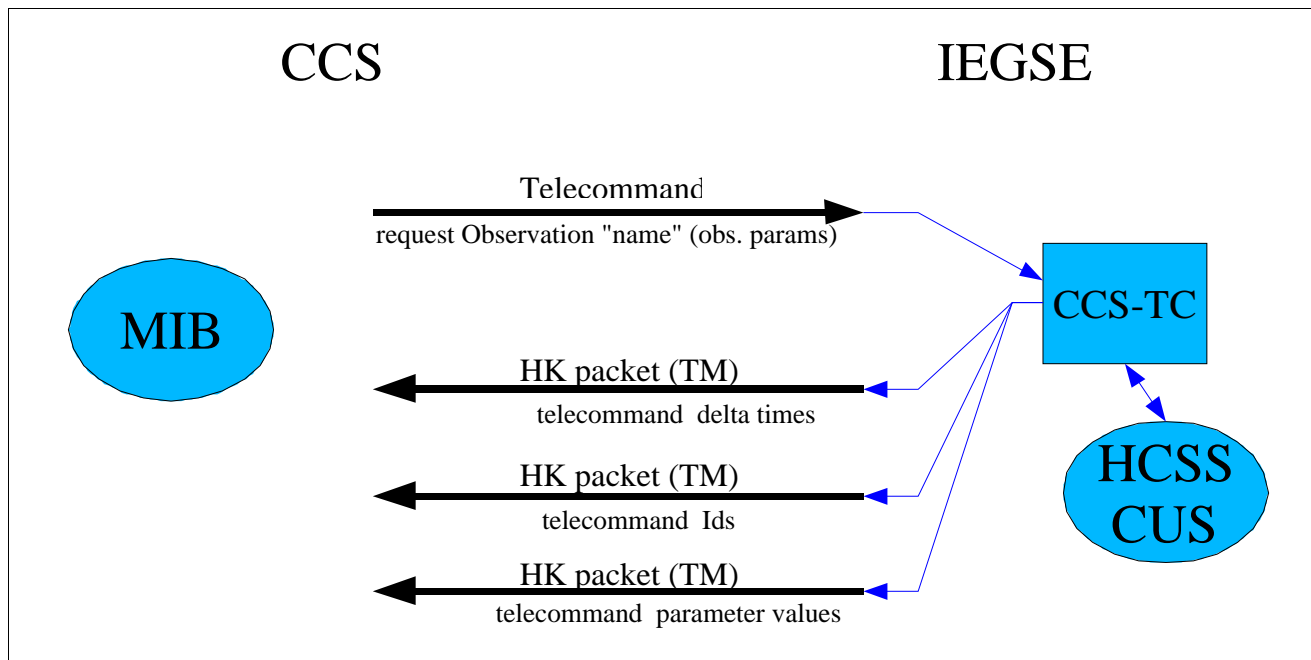 CCS
IEGSE
Telecommand
request Observation "name" (obs. params)
CCS-TC
MIB
HK packet (TM)
telecommand delta times
HK packet (TM)
telecommand Ids
HCSS
CUS
HK packet (TM)
telecommand parameter values